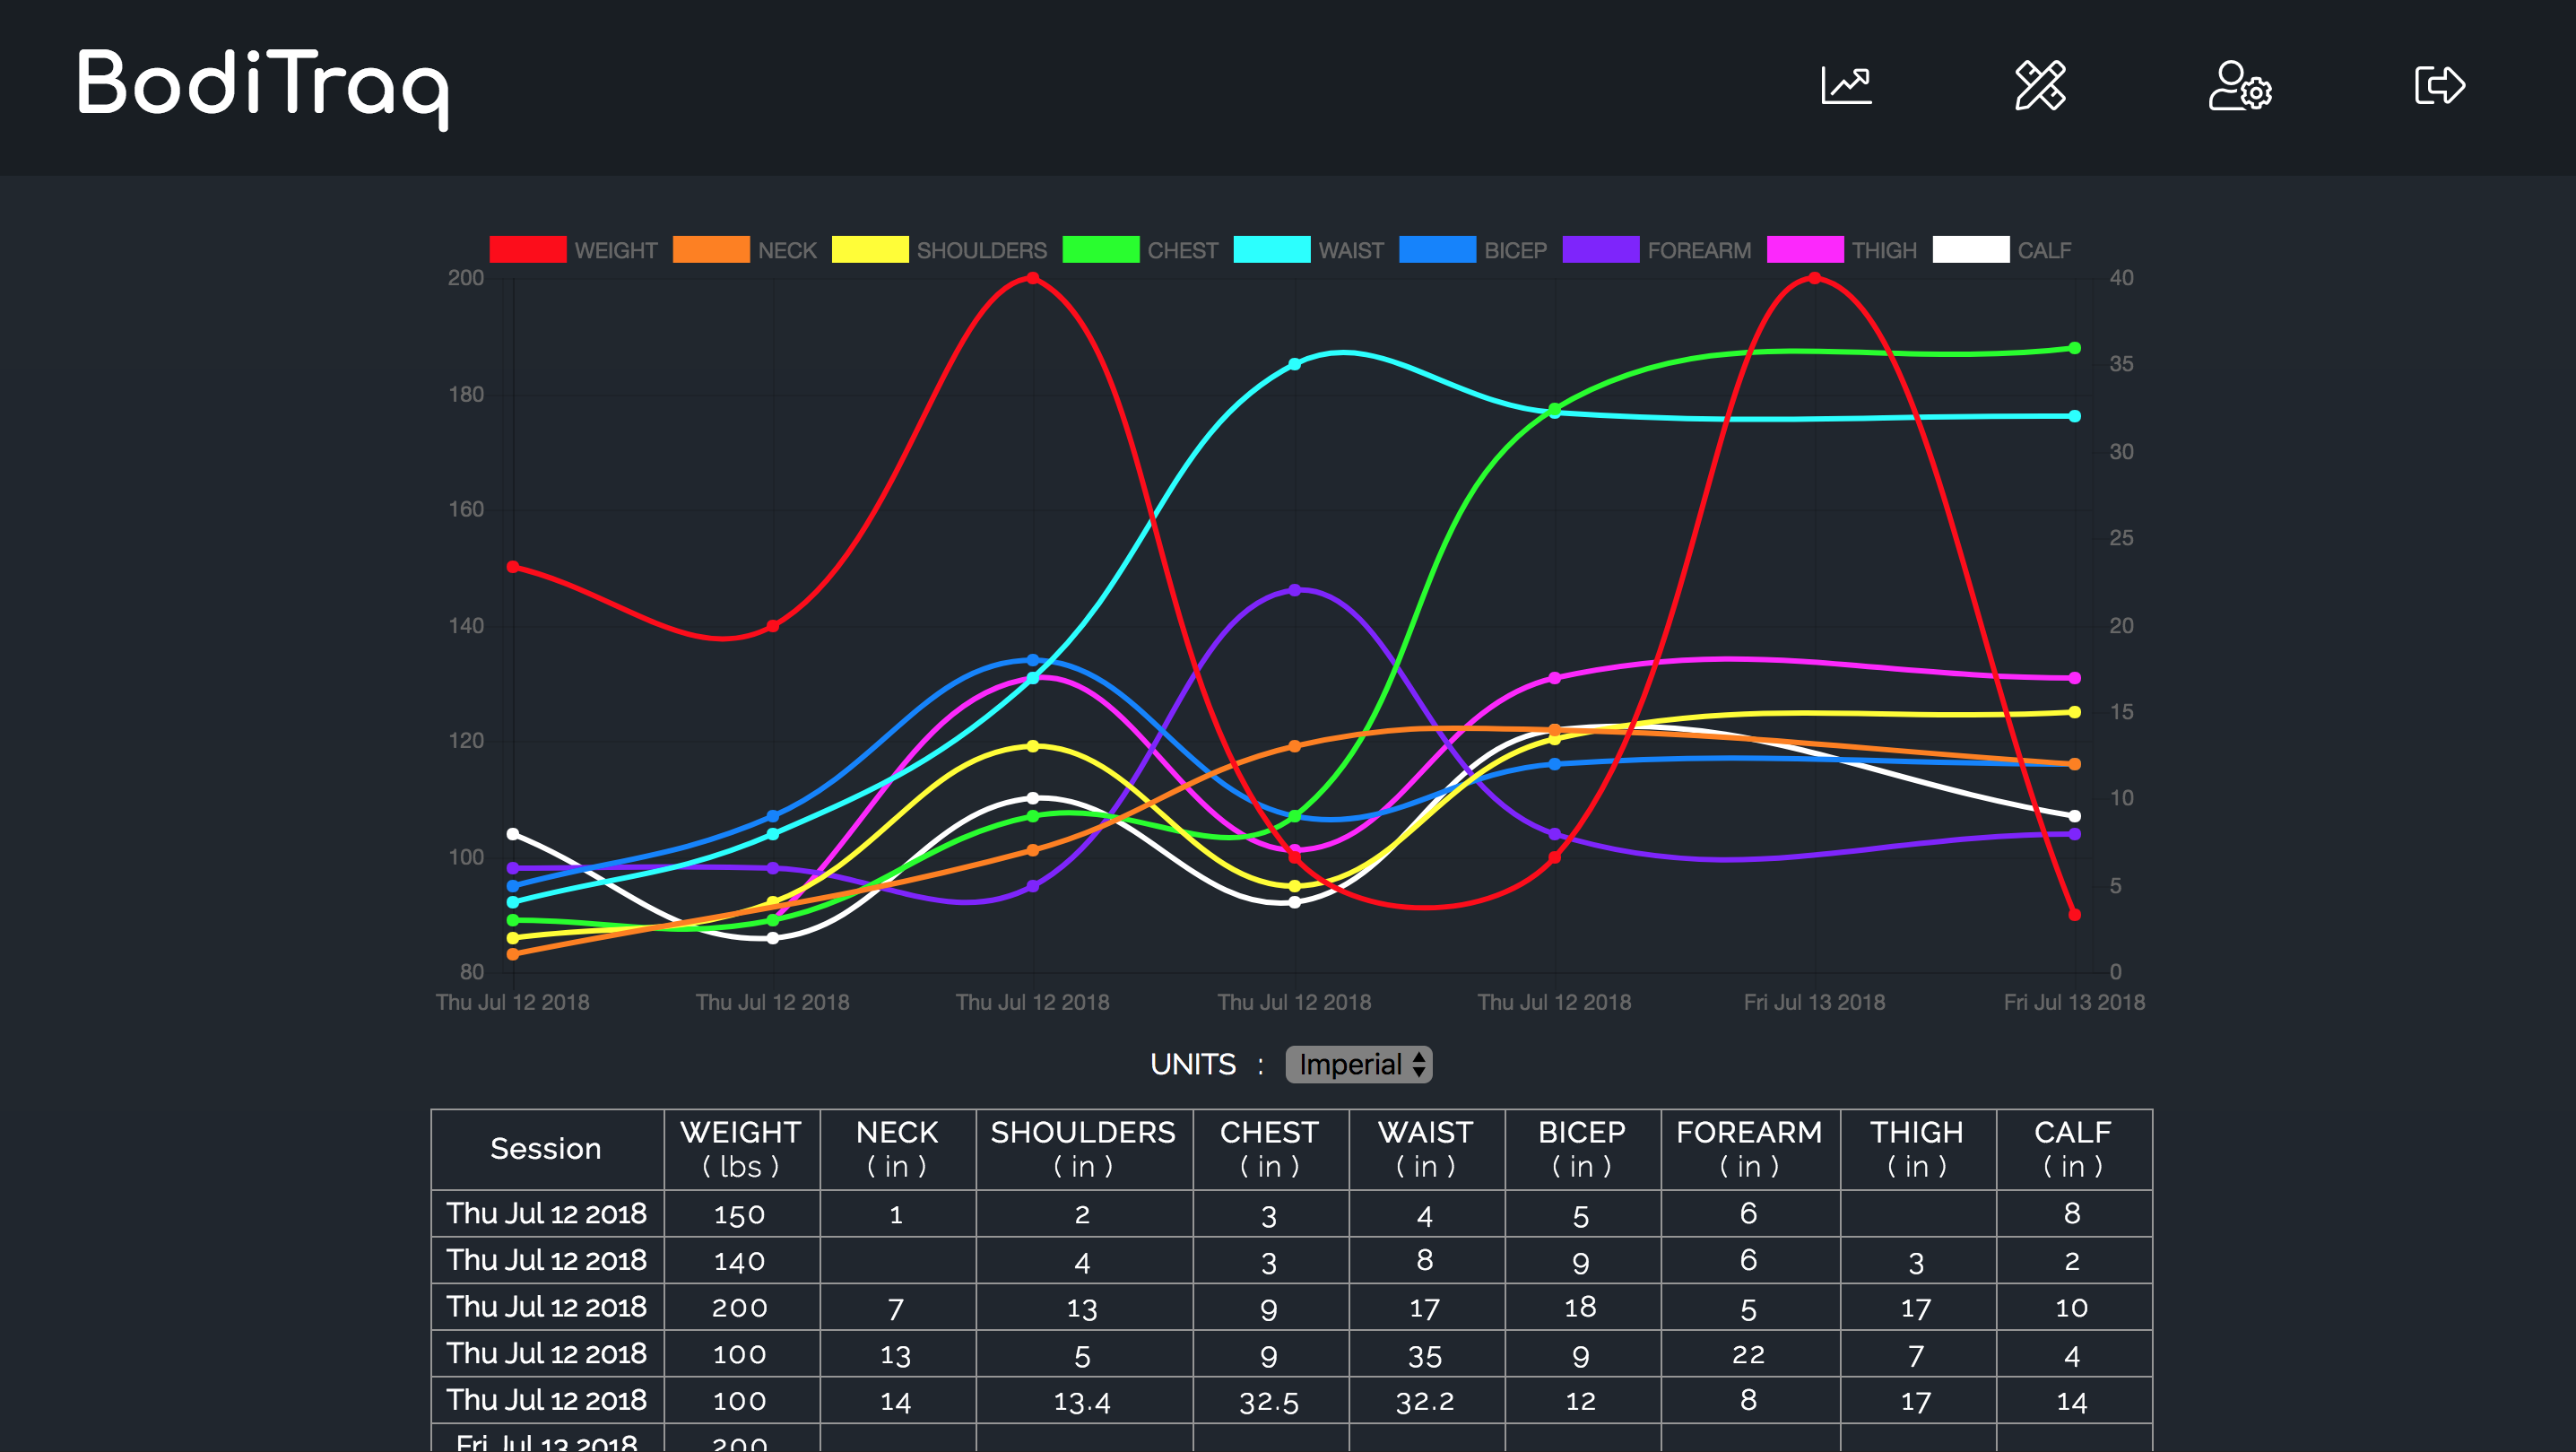 BodiTraq
WEIGHT NECK SHOULDERS CHEST WAIST BICEP FOREARM THIGH CALF
200 40
35
180
30
160
25
140 20
15
120
10
100
5
80 0
Thu Jul 12 2018 Thu Jul 12 2018 Thu Jul 12 2018 Thu Jul 12 2018 Thu Jul 12 2018 Fri Jul 13 2018 Fri Jul 13 2018
UNITS : Imperial
Session WEIGHT NECK SHOULDERS CHEST WAIST BICEP FOREARM THIGH CALF
( lbs ) ( in ) ( in ) ( in ) ( in ) ( in ) ( in ) ( in ) ( in )
Thu Jul 12 2018 150 1 2 3 4 5 6 8
Thu Jul 12 2018 140 4 3 8 9 6 3 2
Thu Jul 12 2018 200 7 13 9 17 18 5 17 10
Thu Jul 12 2018 100 13 5 9 35 9 22 7 4
Thu Jul 12 2018 100 14 13.4 32.5 32.2 12 8 17 14
Fri Jul 13 2018 200